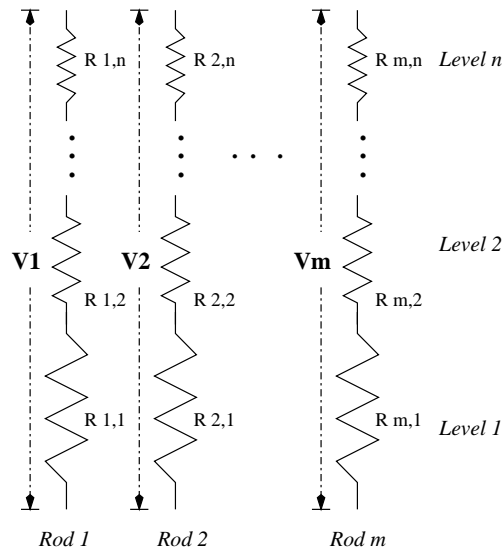 R 1,n R 2,n R m,n Level n
V1 V2 Vm Level 2
R 1,2 R 2,2 R m,2
R 1,1 R 2,1 R m,1 Level 1
Rod 1 Rod 2 Rod m